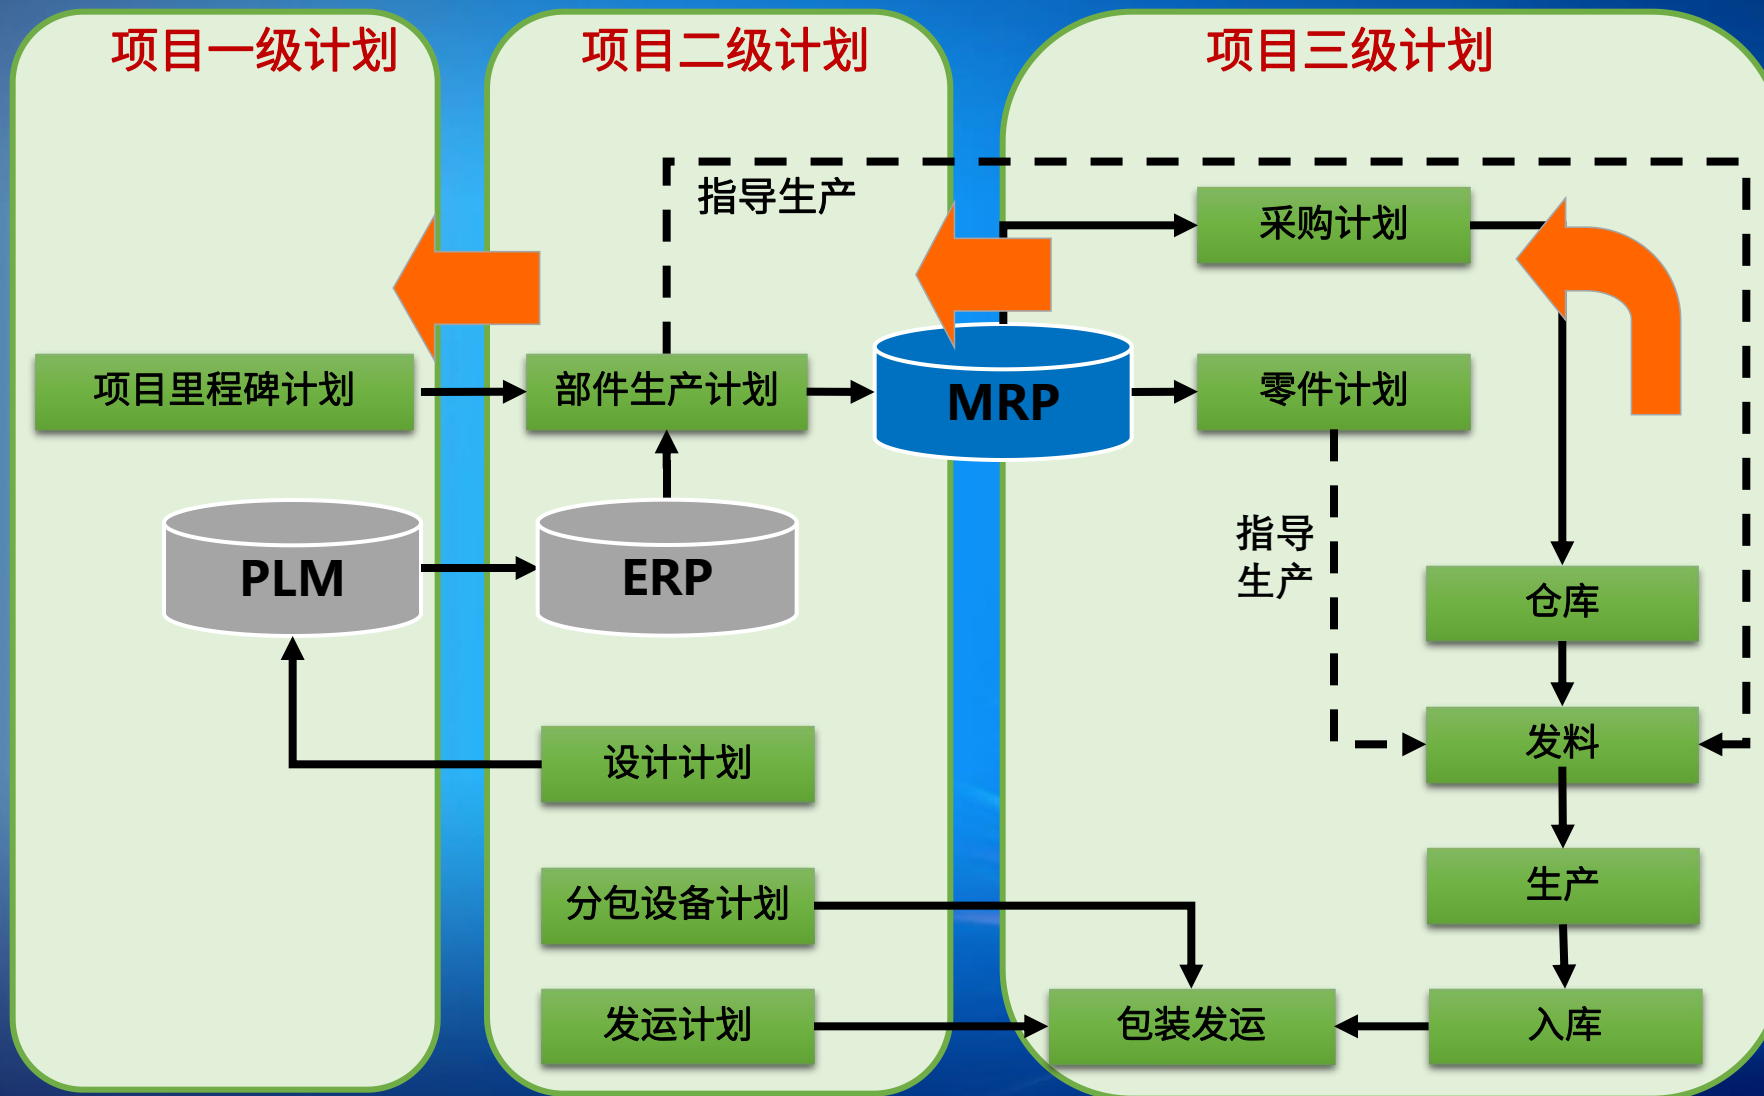 项目一级计划
项目二级计划
项目三级计划
指导生产
采购计划
项目里程碑计划
部件生产计划
MRP
零件计划
指导
生产
PLM
ERP
仓库
设计计划
发料
分包设备计划
生产
发运计划
包装发运
入库